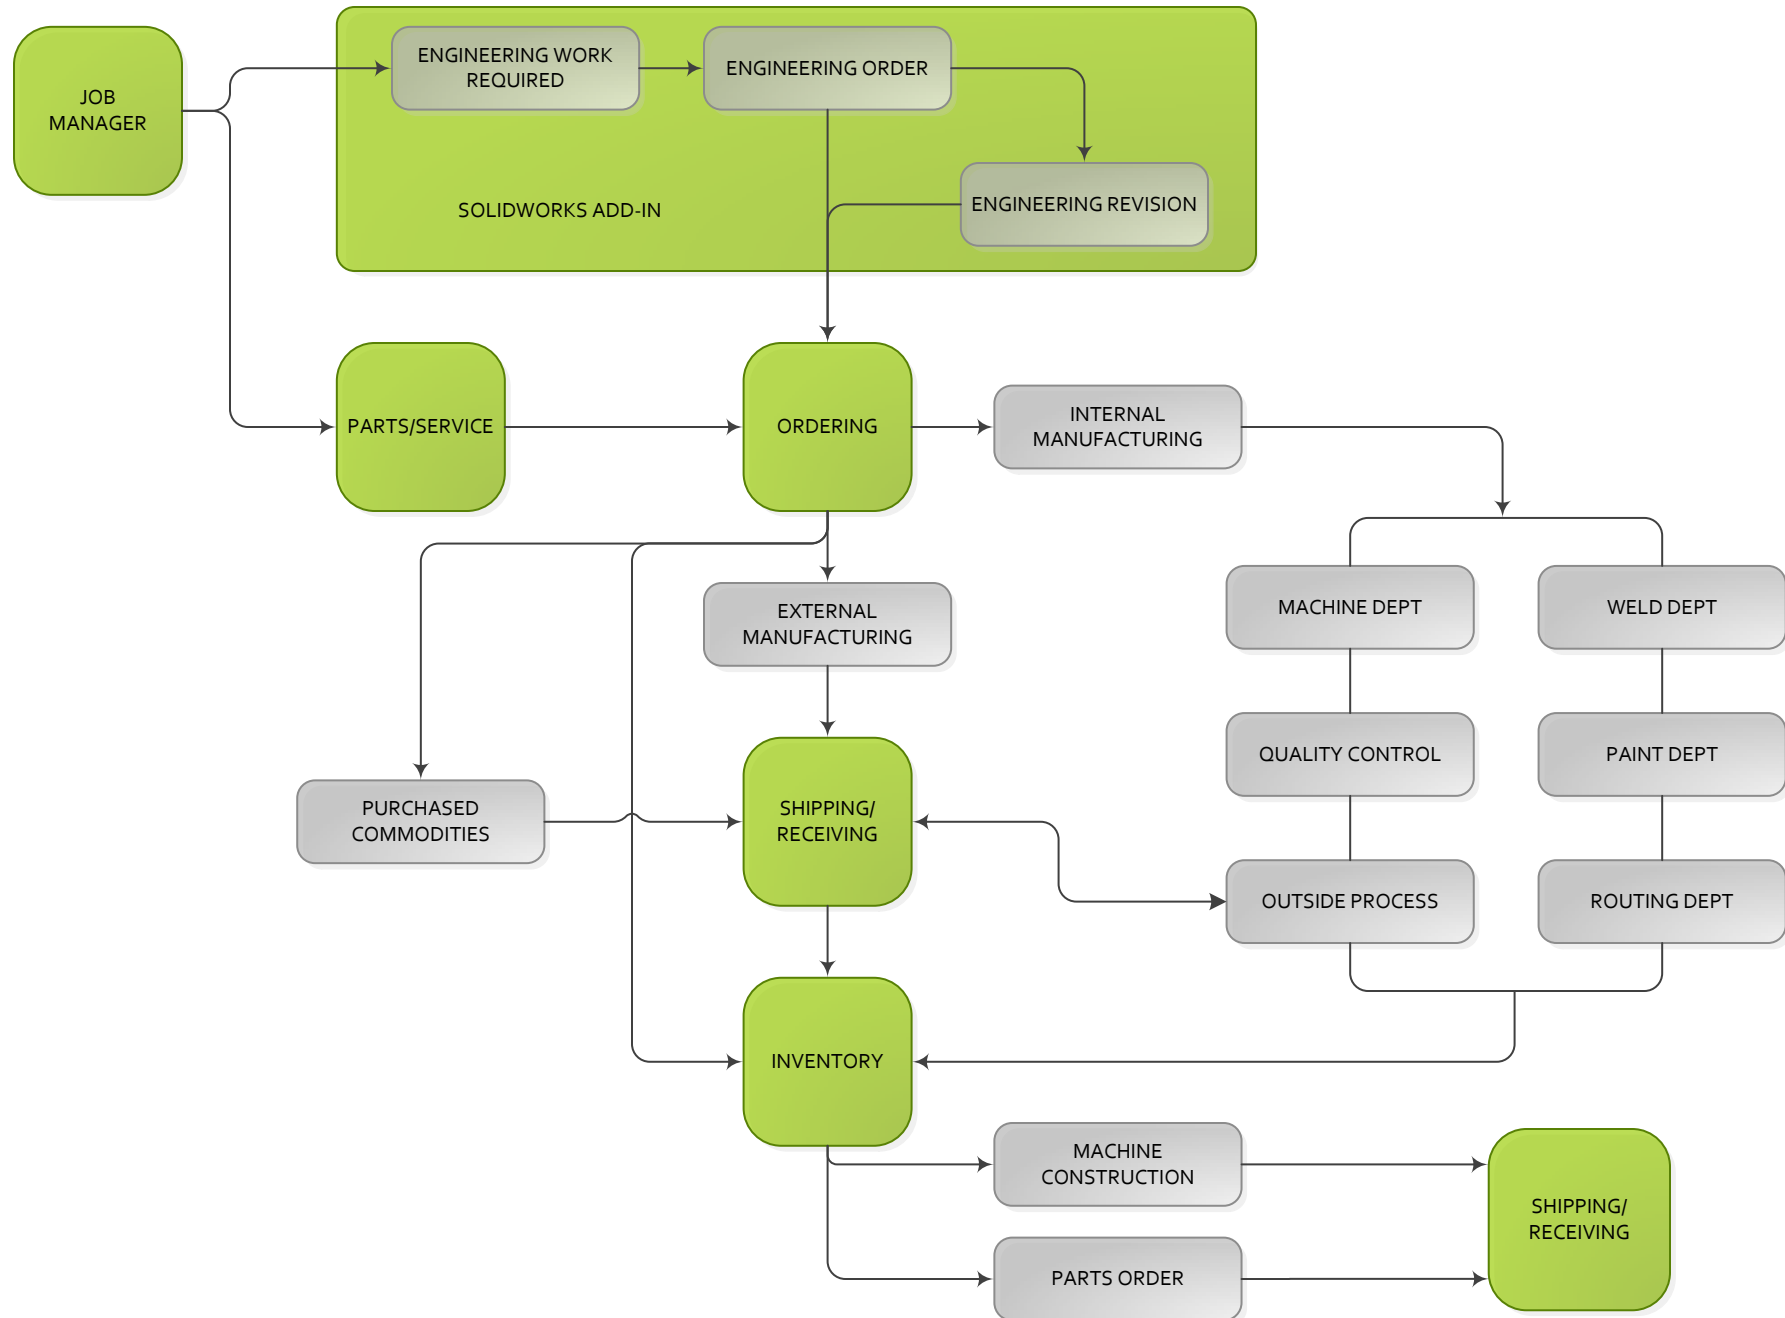 JOB
MANAGER
ENGINEERING WORK
REQUIRED
ENGINEERING ORDER
ENGINEERING REVISION
SOLIDWORKS ADD-IN
PARTS/SERVICE
ORDERING
INTERNAL
MANUFACTURING
EXTERNAL
MANUFACTURING
MACHINE DEPT
WELD DEPT
QUALITY CONTROL
PAINT DEPT
PURCHASED
COMMODITIES
SHIPPING/
RECEIVING
OUTSIDE PROCESS
ROUTING DEPT
INVENTORY
MACHINE
CONSTRUCTION
PARTS ORDER
SHIPPING/
RECEIVING